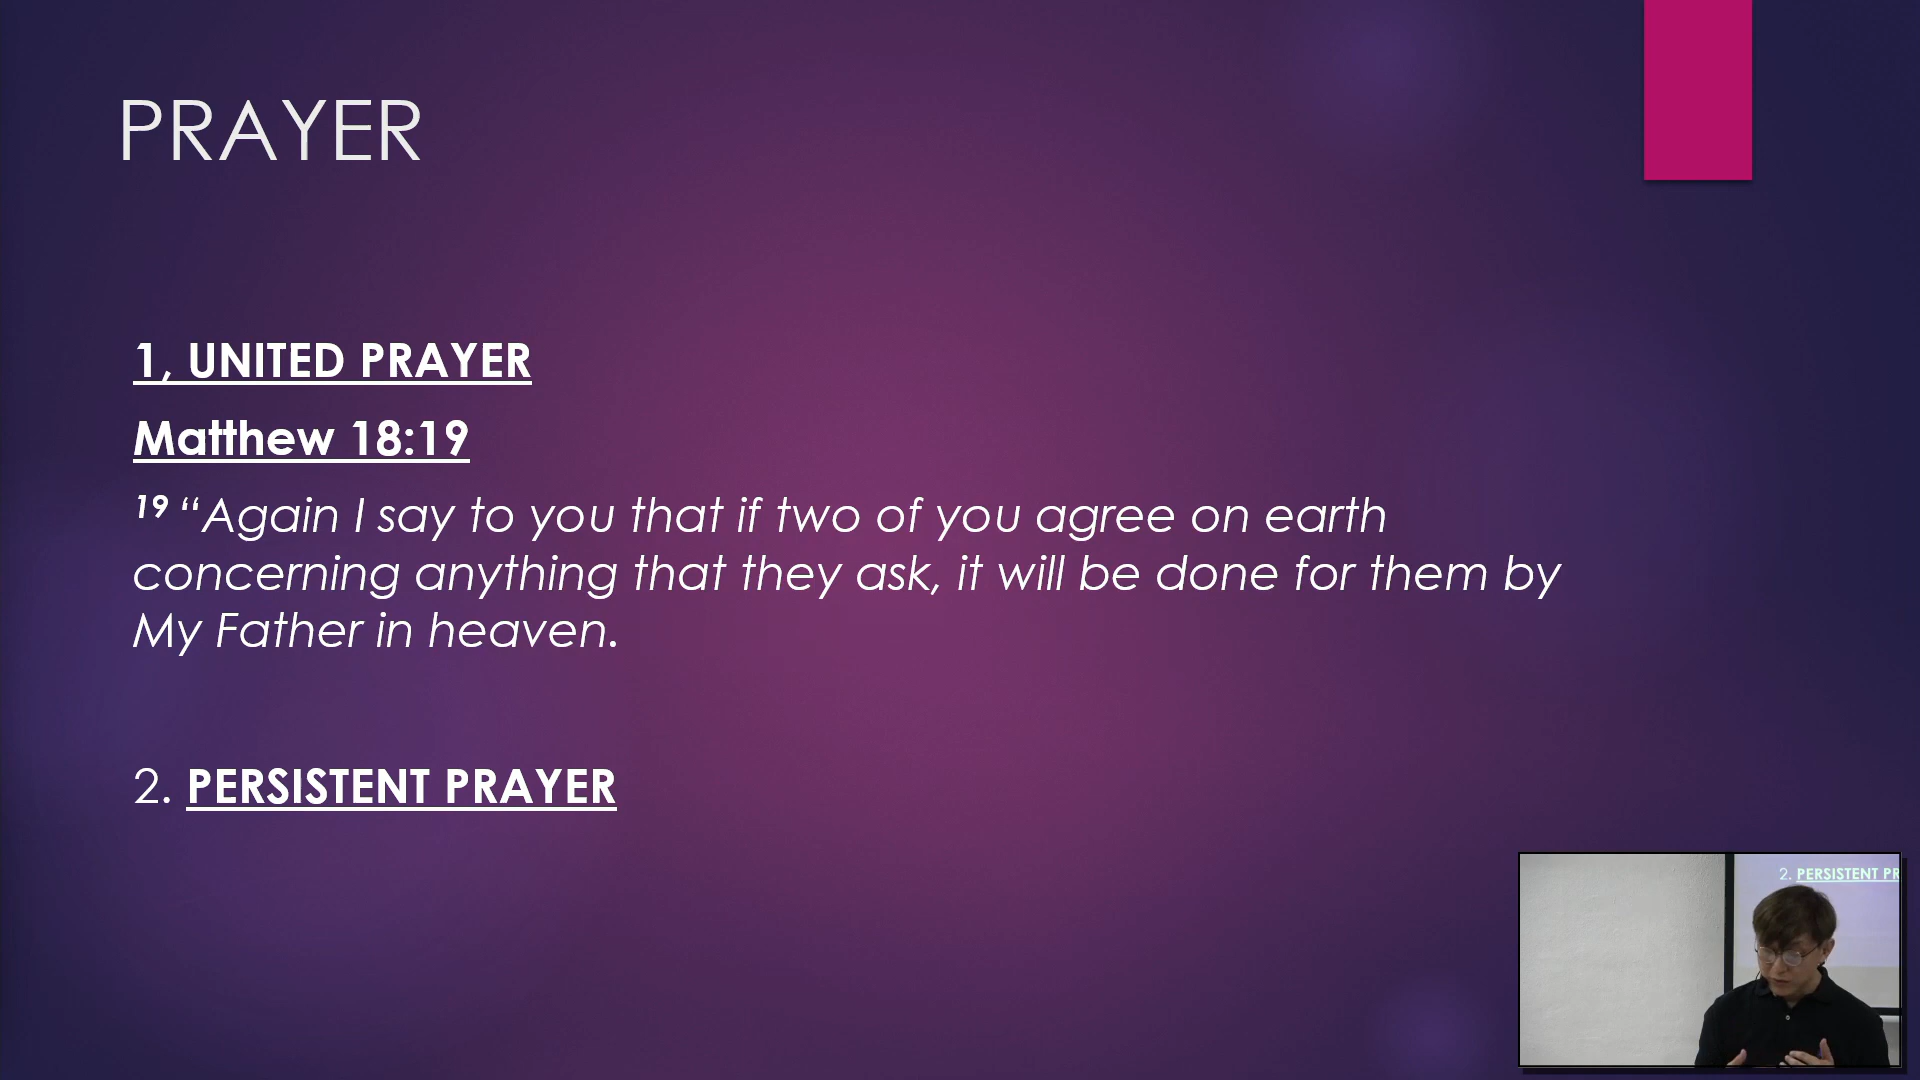 PRAYER
1, UNITED PRAYER
Matthew 18:19
19 “Again I say to you that if two of you agree on earth
concerning anything that they ask, it will be done for them by
My Father in heaven.
2. PERSISTENT PRAYER
2. PERSISTENT PR